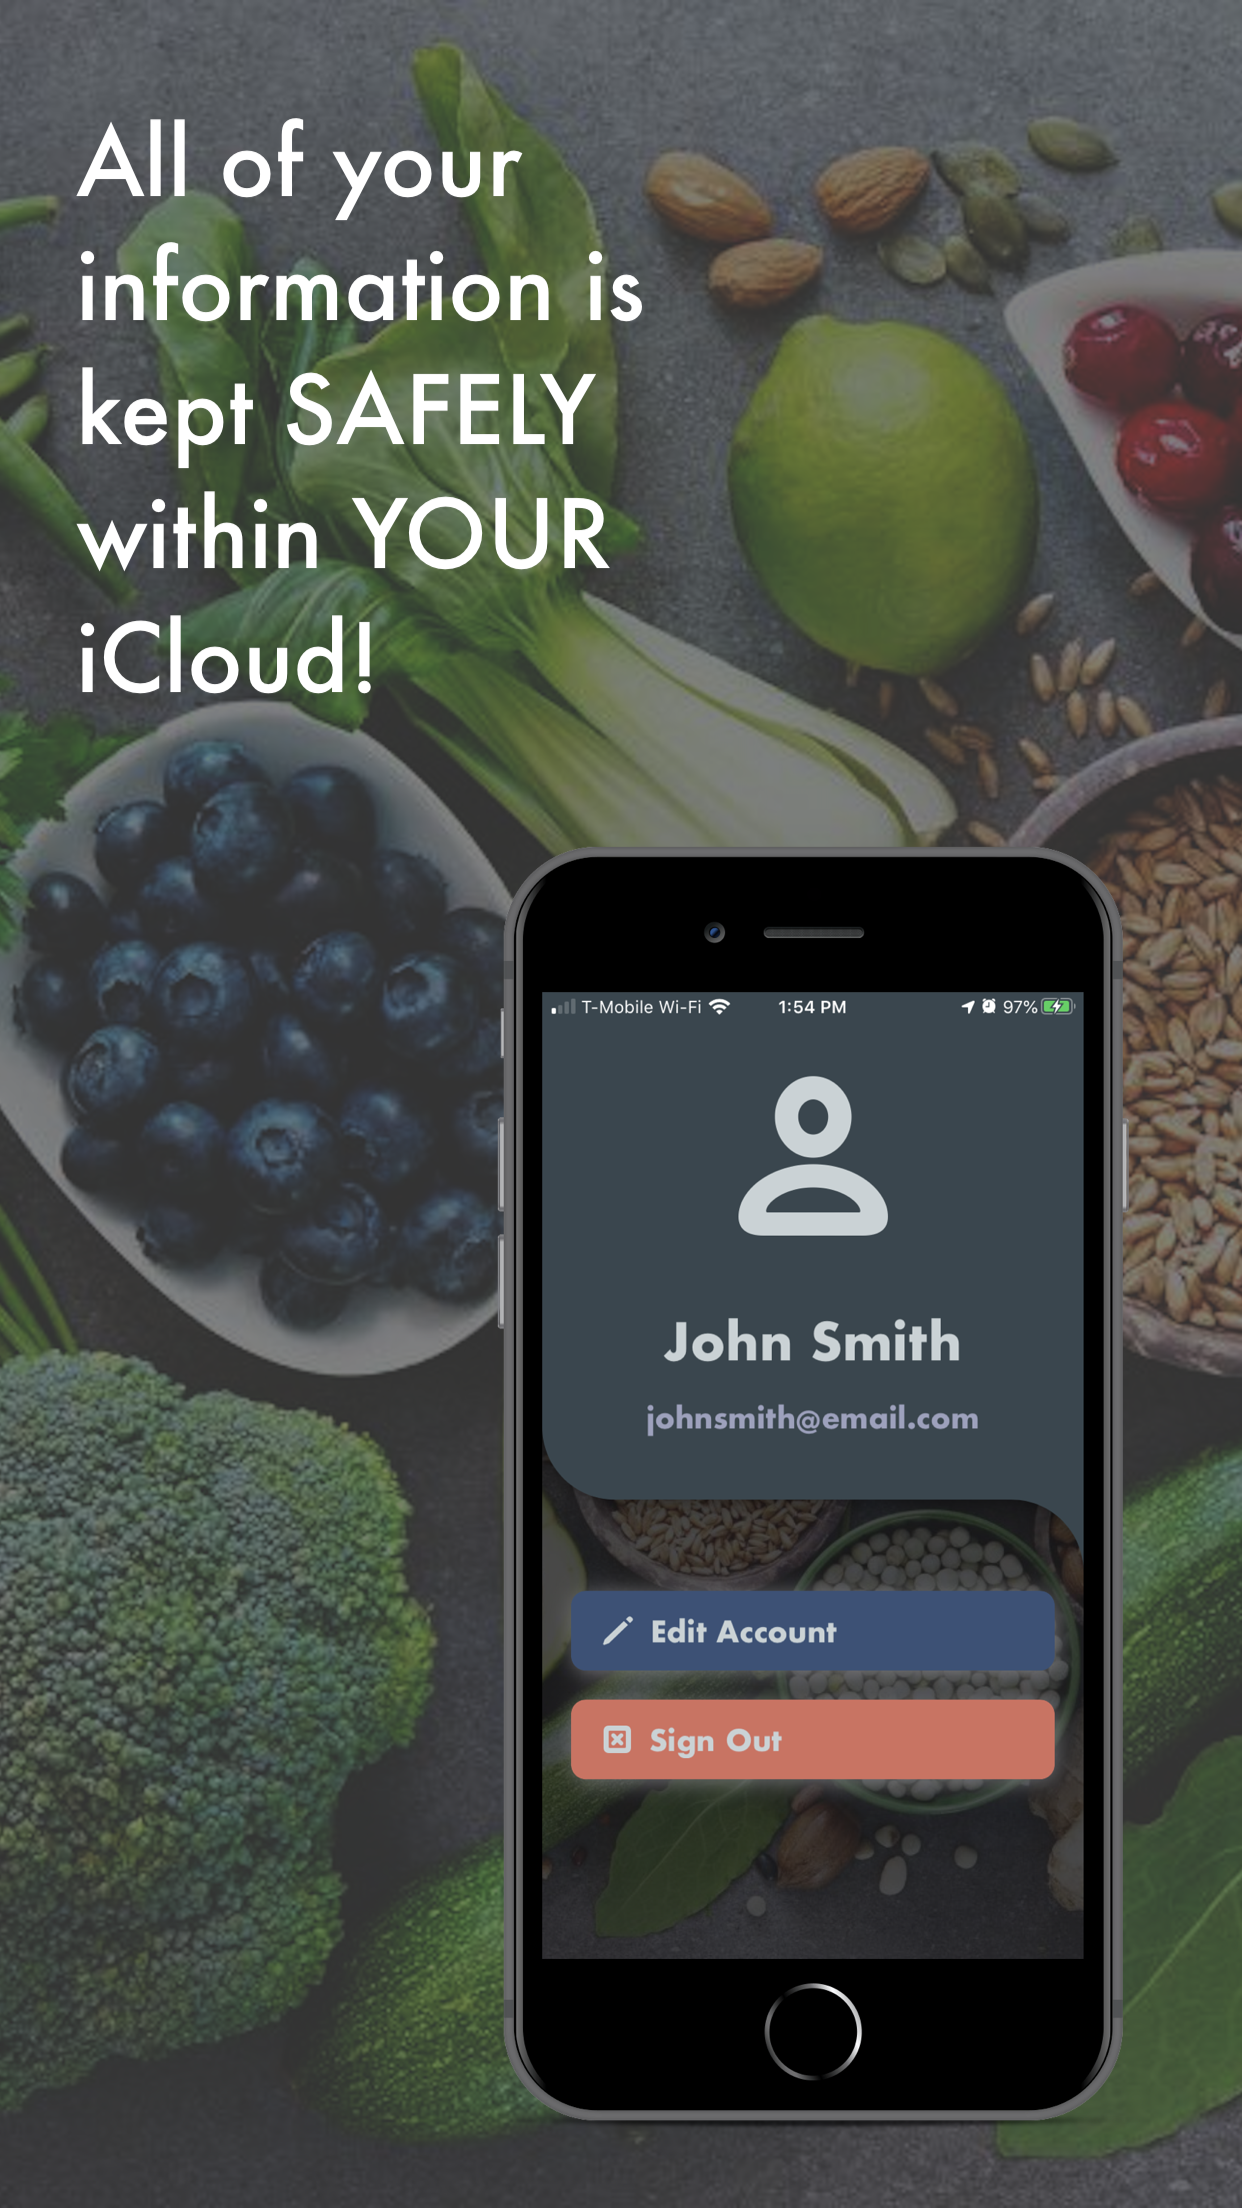 All of your
information is
kept SAFELY
within YOUR
iCloud!
T-Mobile Wi-Fi 1:54 PM 97%
John Smith
johnsmith@email.com
Edit Account
Sign Out